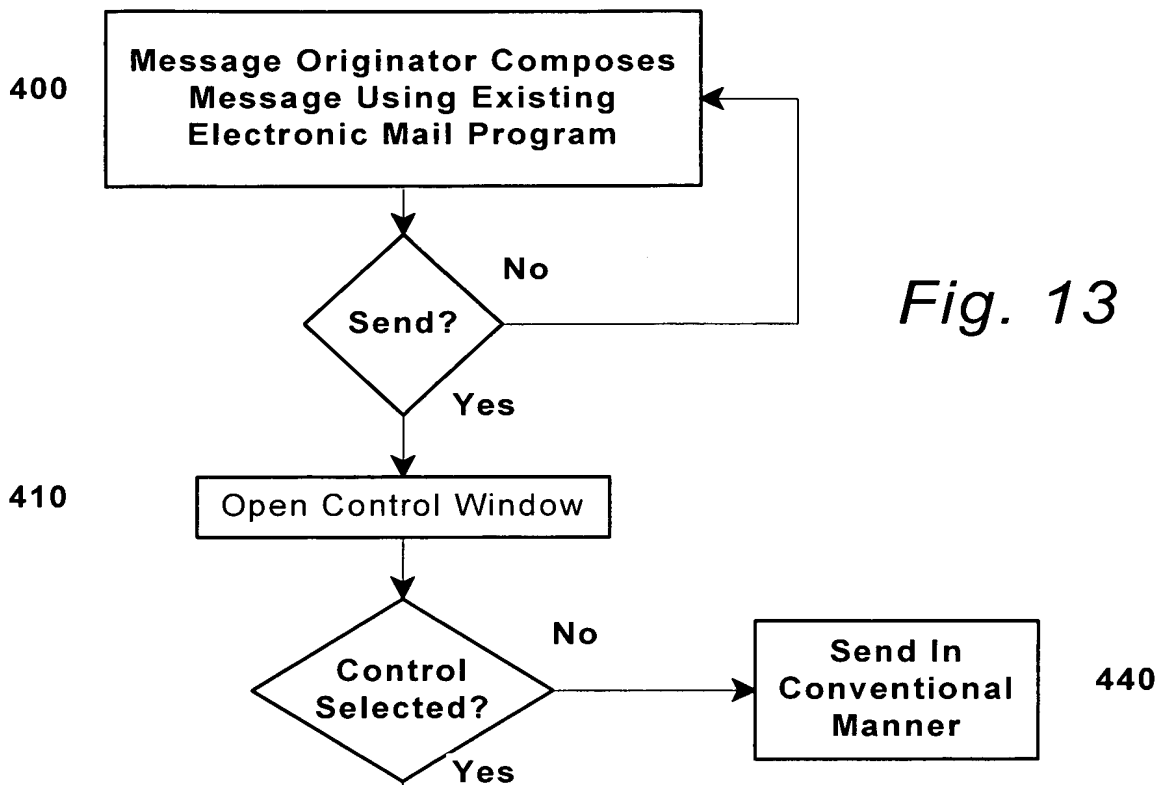 400
Message Originator Composes
Message Using Existing
Electronic Mail Program
No
Send?
Fig. 13
Yes
410
Open Control Window
No
Control
Selected?
Send In
Conventional
Manner
440
Yes